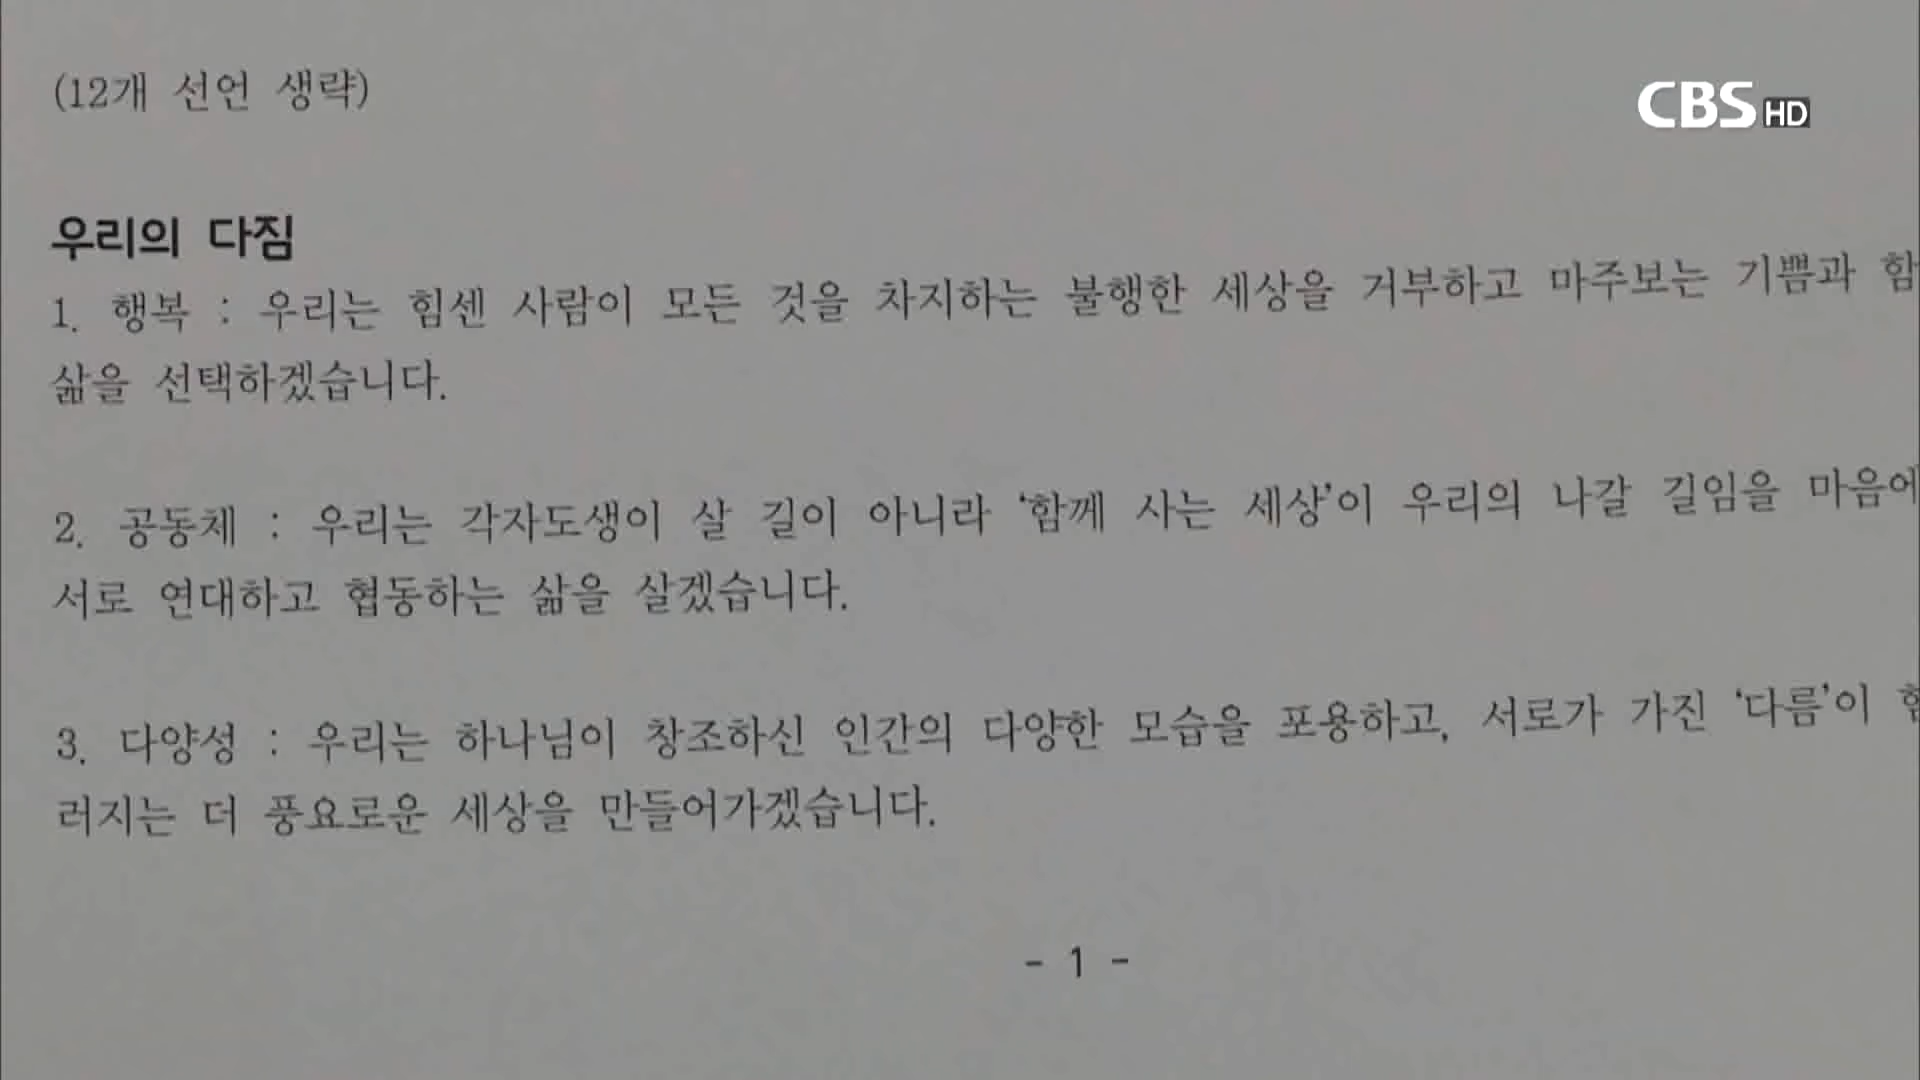 (12개 선언 생략)
CBS HD
우리의 다짐
1. 행복 : 우리는 힘센 사람이 모든 것을 차지하는 불행한 세상을 거부하고 마주보는 기쁨과 함
삶을 선택하겠습니다.
2. 공동체 : 우리는 각자도생이 살 길이 아니라 ‘함께 사는 세상’이 우리의 나갈 길임을 마음에
서로 연대하고 협동하는 삶을 살겠습니다.
3. 다양성 : 우리는 하나님이 창조하신 인간의 다양한 모습을 포용하고, 서로가 가진 ‘다름’이
러지는 더 풍요로운 세상을 만들어가겠습니다.
- 1 -